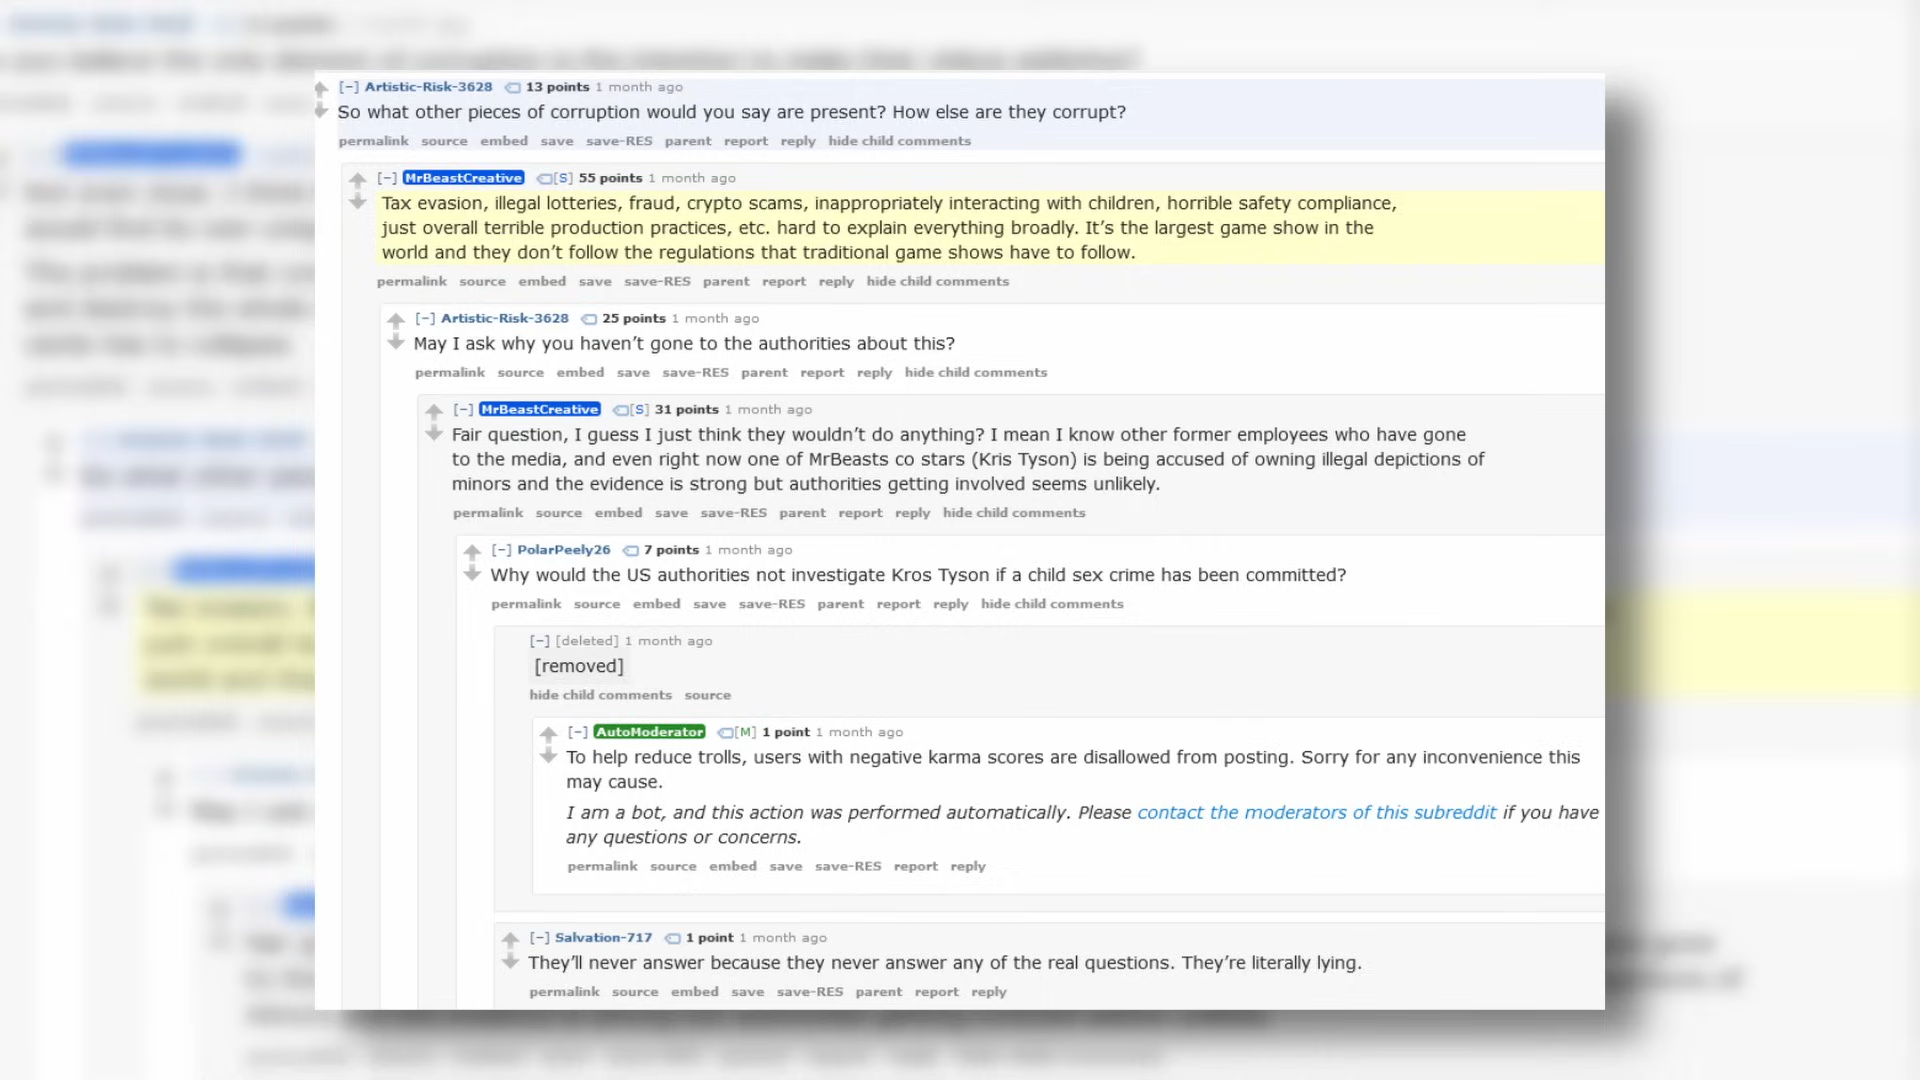 [−] Artistic-Risk-3628 13 points 1 month ago
So what other pieces of corruption would you say are present? How else are they corrupt?
permalink source embed save save-RES parent report reply hide child comments
[−] MrBeastCreative [S] 55 points 1 month ago
Tax evasion, illegal lotteries, fraud, crypto scams, inappropriately interacting with children, horrible safety compliance,
just overall terrible production practices, etc. hard to explain everything broadly. It's the largest game show in the
world and they don't follow the regulations that traditional game shows have to follow.
permalink source embed save save-RES parent report reply hide child comments
[−] Artistic-Risk-3628 25 points 1 month ago
May I ask why you haven't gone to the authorities about this?
permalink source embed save save-RES parent report reply hide child comments
[−] MrBeastCreative [S] 31 points 1 month ago
Fair question, I guess I just think they wouldn't do anything? I mean I know other former employees who have gone
to the media, and even right now one of MrBeasts co stars (Kris Tyson) is being accused of owning illegal depictions of
minors and the evidence is strong but authorities getting involved seems unlikely.
permalink source embed save save-RES parent report reply hide child comments
[−] PolarPeely26 7 points 1 month ago
Why would the US authorities not investigate Kros Tyson if a child sex crime has been committed?
permalink source embed save save-RES parent report reply hide child comments
[−] [deleted] 1 month ago
[removed]
hide child comments source
[−] AutoModerator [M] 1 point 1 month ago
To help reduce trolls, users with negative karma scores are disallowed from posting. Sorry for any inconvenience this
may cause.
I am a bot, and this action was performed automatically. Please contact the moderators of this subreddit if you have
any questions or concerns.
permalink source embed save save-RES report reply
[−] Salvation-717 1 point 1 month ago
They'll never answer because they never answer any of the real questions. They're literally lying.
permalink source embed save save-RES parent report reply